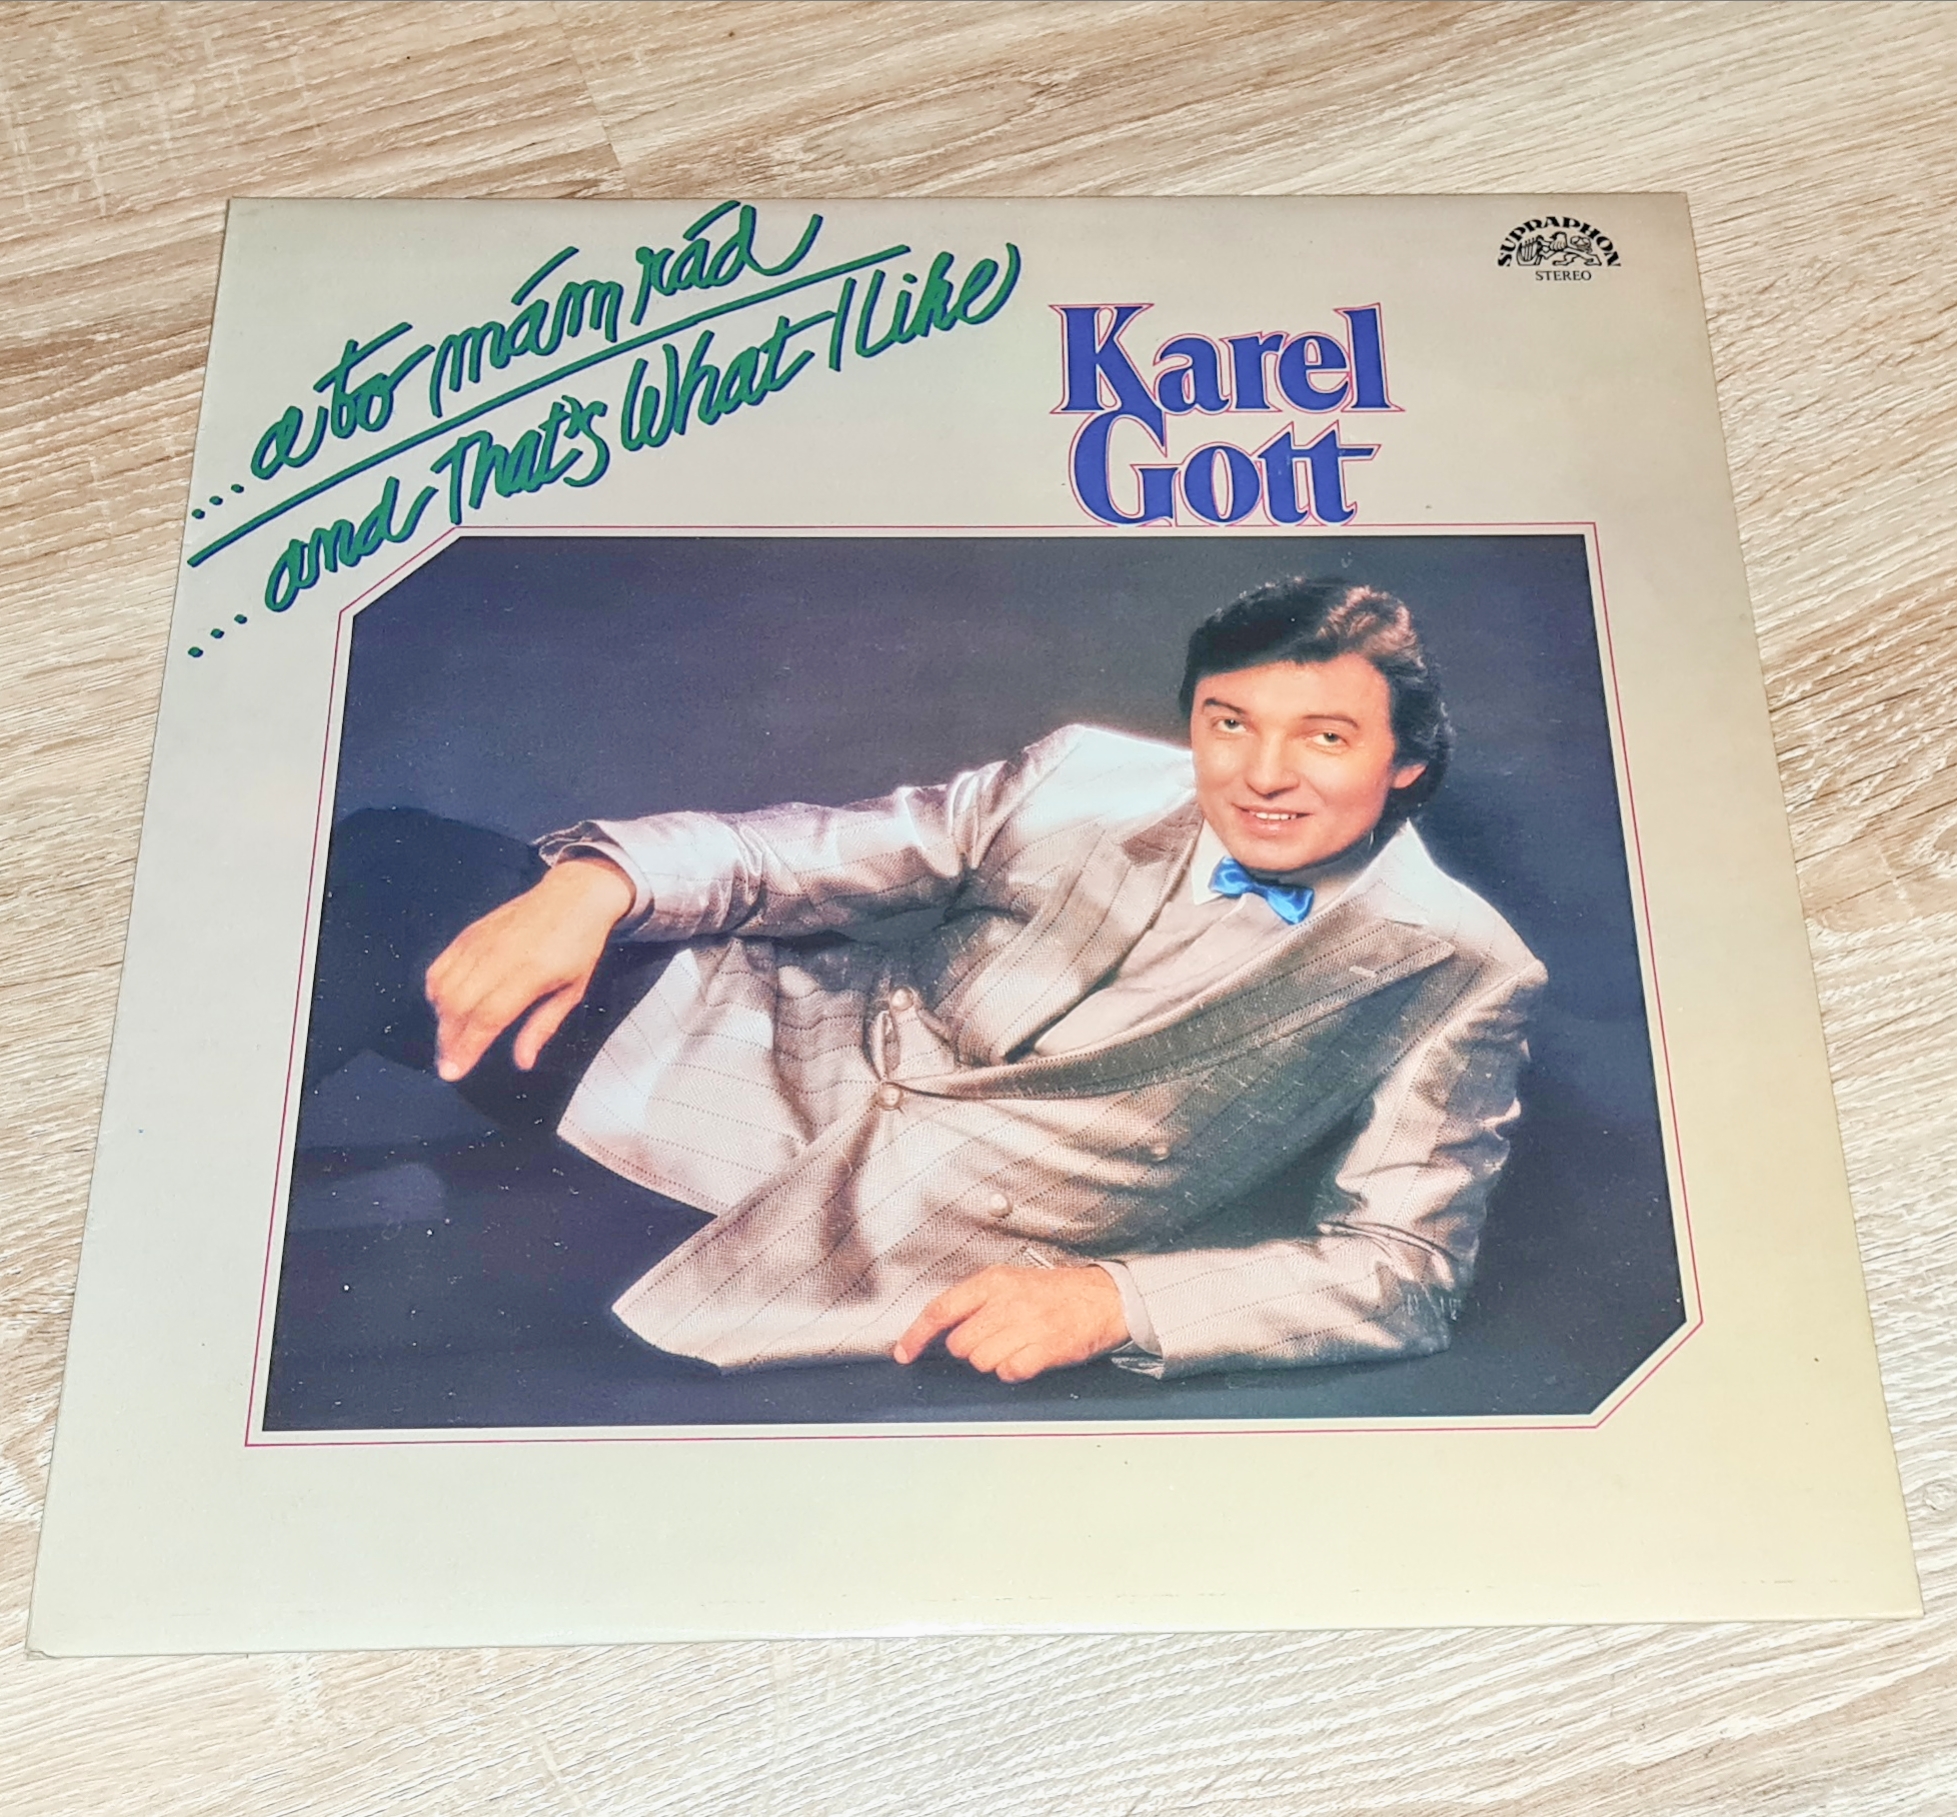 ...a to mám rád
...and That's What I Like
Karel
Gott
SUPRAPHON
STEREO